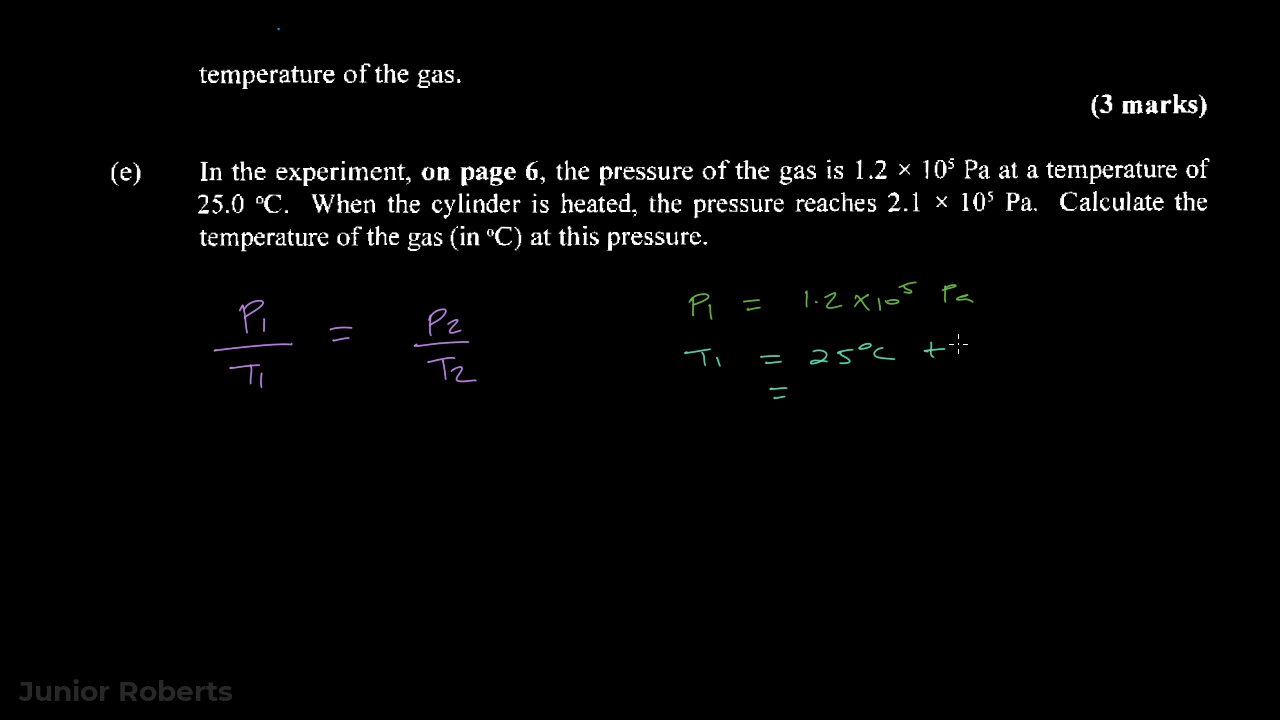 temperature of the gas.
(3 marks)
(e) In the experiment, on page 6, the pressure of the gas is 1.2 × 10⁵ Pa at a temperature of
25.0 °C. When the cylinder is heated, the pressure reaches 2.1 × 10⁵ Pa. Calculate the
temperature of the gas (in °C) at this pressure.
P₁/T₁ = P₂/T₂
P₁ = 1.2 × 10⁵ Pa
T₁ = 25°C +
=
Junior Roberts